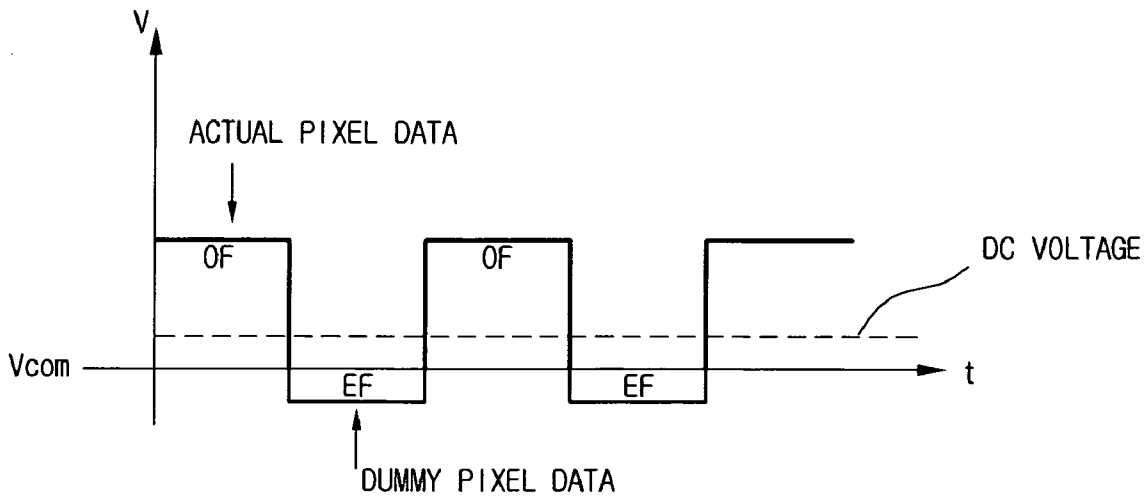 V
ACTUAL PIXEL DATA
OF
OF
DC VOLTAGE
Vcom
t
EF
EF
DUMMY PIXEL DATA